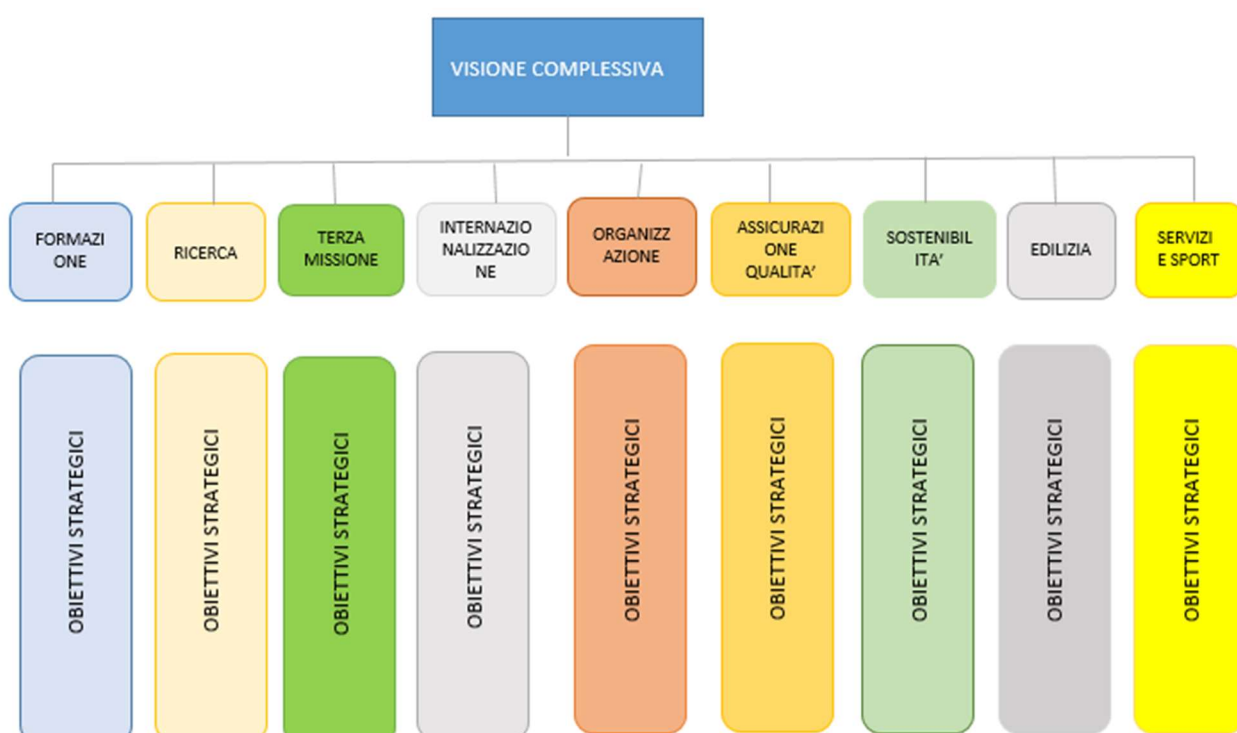 VISIONE COMPLESSIVA
FORMAZI
ONE
RICERCA
TERZA
MISSIONE
INTERNAZIO
NALIZZAZIO
NE
ORGANIZZ
AZIONE
ASSICURAZI
ONE
QUALITA'
SOSTENIBIL
ITA'
EDILIZIA
SERVIZI
E SPORT
OBIETTIVI STRATEGICI
OBIETTIVI STRATEGICI
OBIETTIVI STRATEGICI
OBIETTIVI STRATEGICI
OBIETTIVI STRATEGICI
OBIETTIVI STRATEGICI
OBIETTIVI STRATEGICI
OBIETTIVI STRATEGICI
OBIETTIVI STRATEGICI